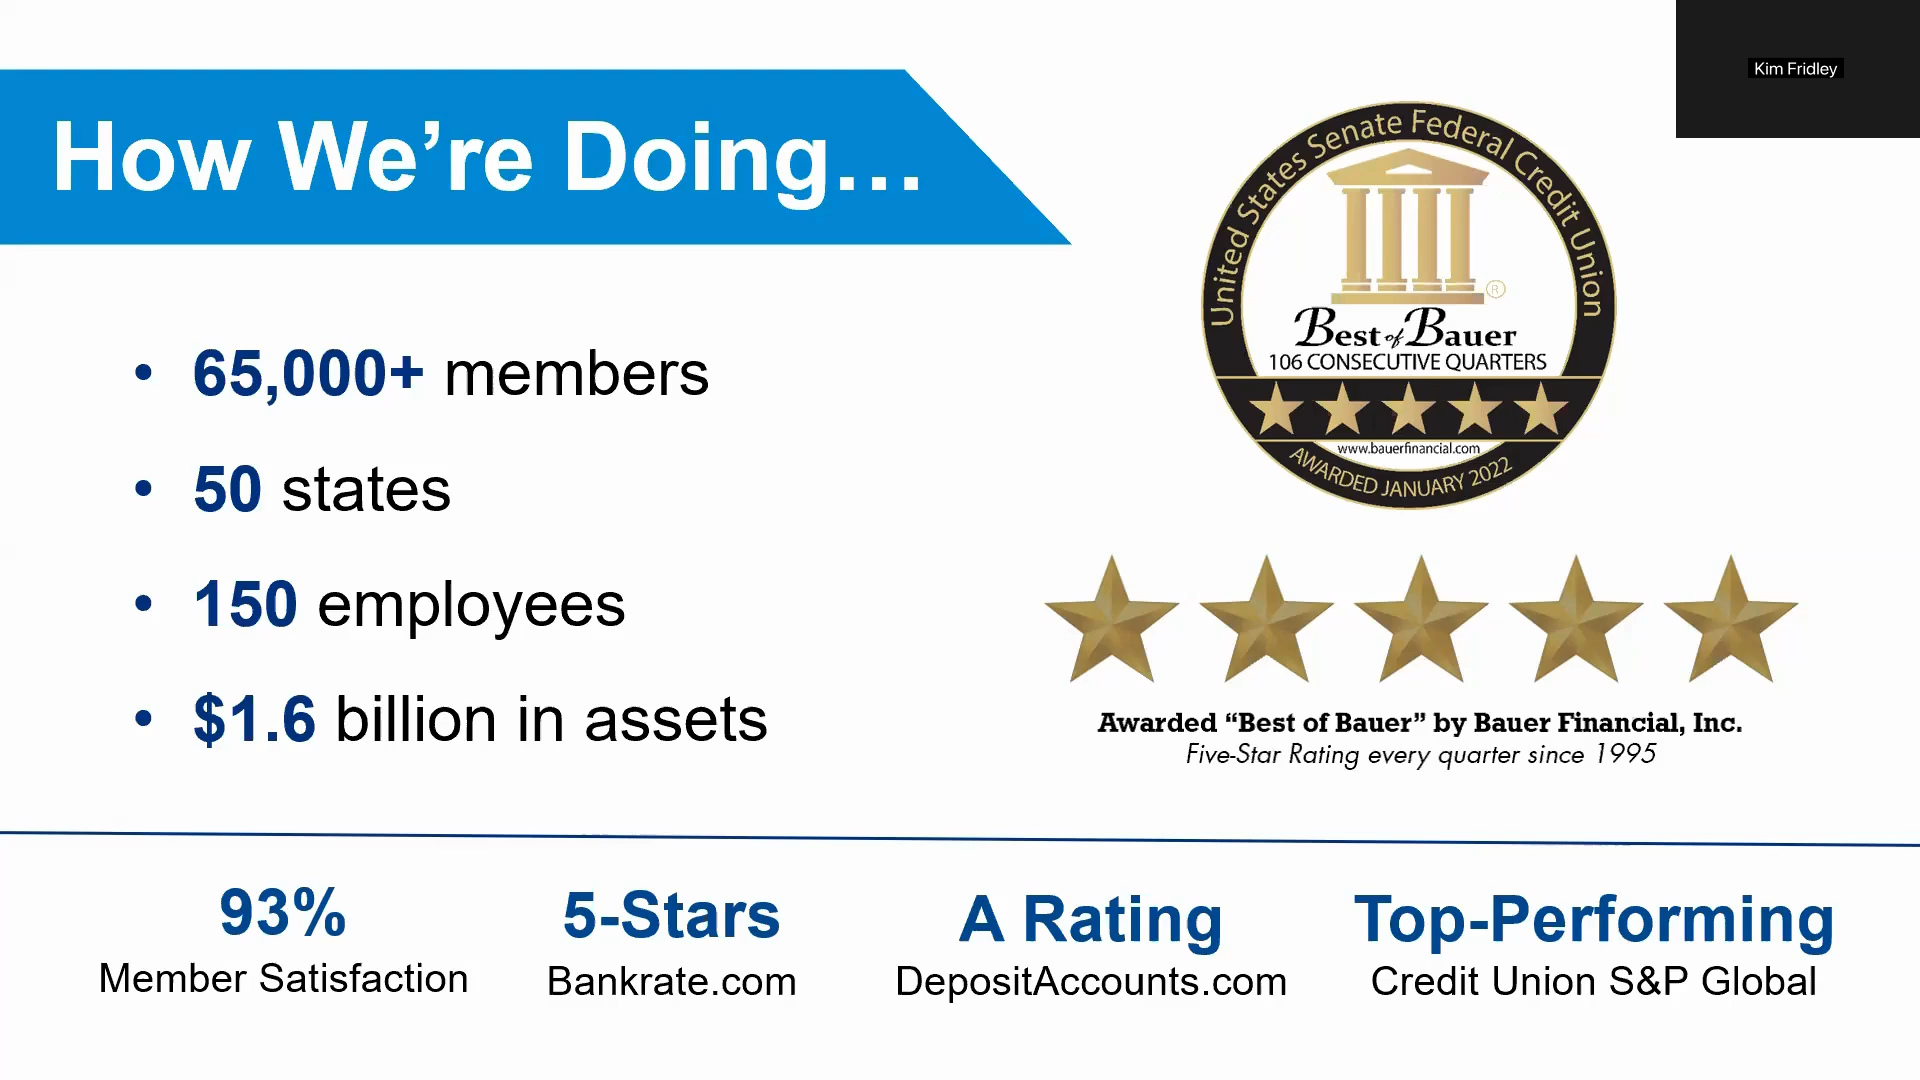 Kim Fridley
How We’re Doing…
• 65,000+ members
• 50 states
• 150 employees
• $1.6 billion in assets
United States Senate Federal Credit Union
®
Best of Bauer
106 CONSECUTIVE QUARTERS
www.bauerfinancial.com
AWARDED JANUARY 2022
Awarded “Best of Bauer” by Bauer Financial, Inc.
Five-Star Rating every quarter since 1995
93%
Member Satisfaction
5-Stars
Bankrate.com
A Rating
DepositAccounts.com
Top-Performing
Credit Union S&P Global